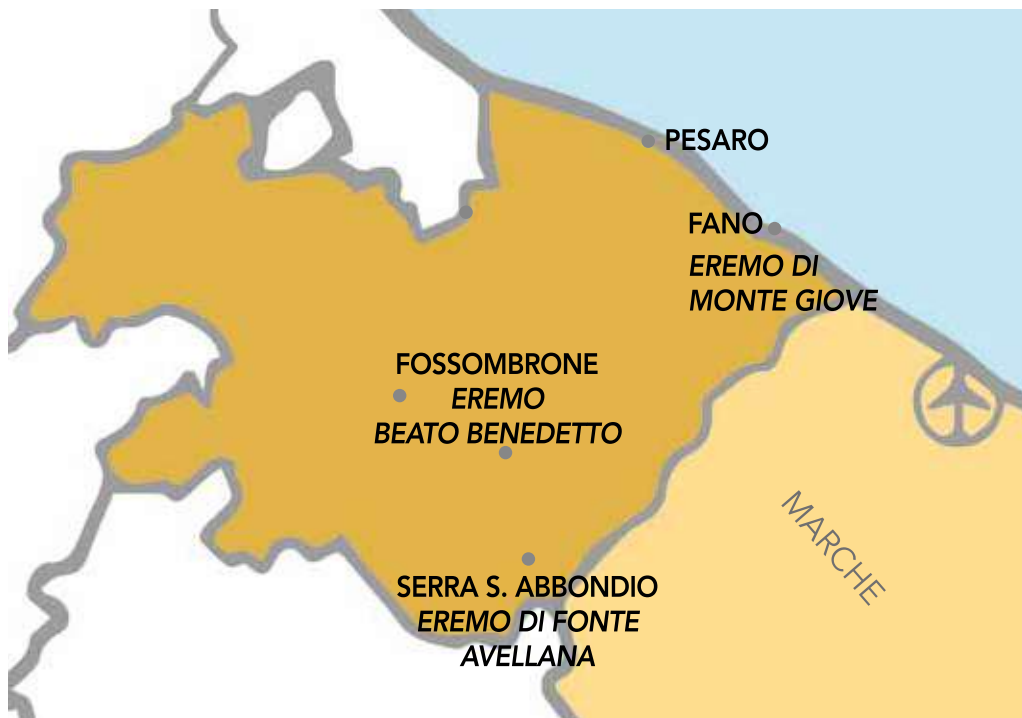 PESARO
FANO
EREMO DI
MONTE GIOVE
FOSSOMBRONE
EREMO
BEATO BENEDETTO
MARCHE
SERRA S. ABBONDIO
EREMO DI FONTE
AVELLANA